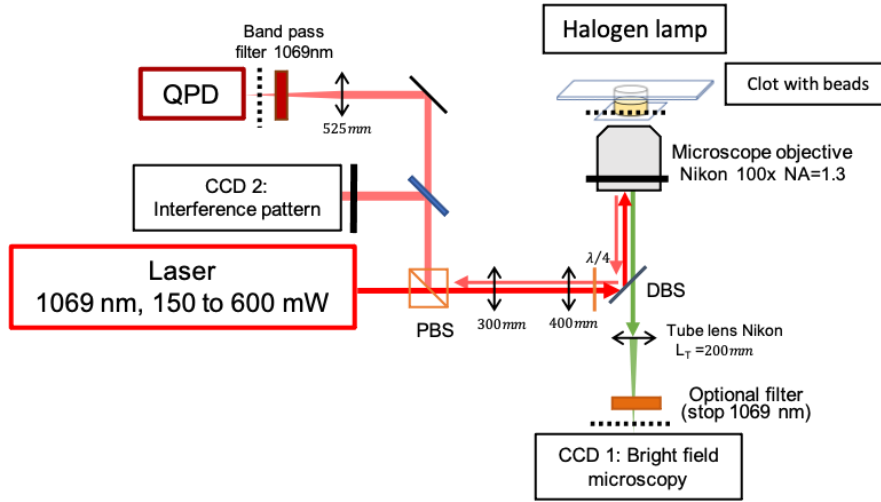 Band pass
filter 1069nm
Halogen lamp
QPD
Clot with beads
525mm
Microscope objective
Nikon 100x NA=1.3
CCD 2:
Interference pattern
λ/4
Laser
1069 nm, 150 to 600 mW
DBS
PBS
300mm
400mm
Tube lens Nikon
L_T =200mm
Optional filter
(stop 1069 nm)
CCD 1: Bright field
microscopy